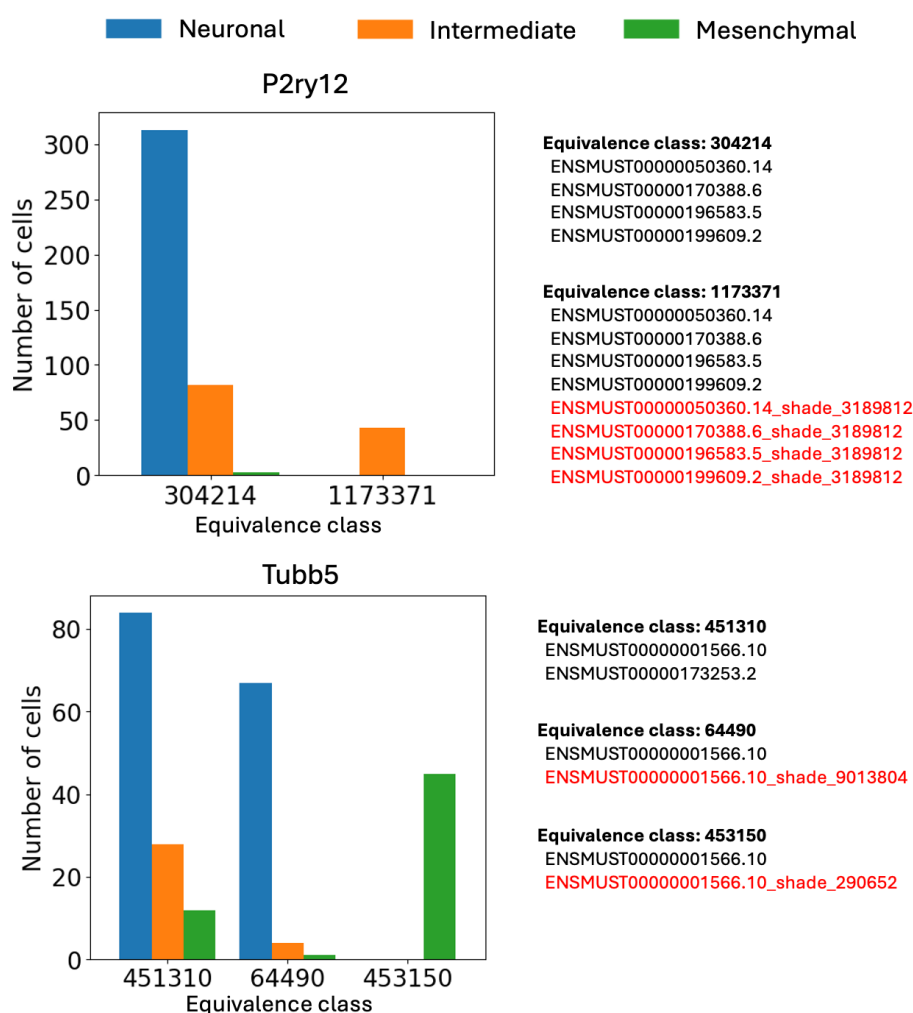 Neuronal Intermediate Mesenchymal
P2ry12
Number of cells
300
250
200
150
100
50
0
304214 1173371
Equivalence class
Equivalence class: 304214
ENSMUST00000050360.14
ENSMUST00000170388.6
ENSMUST00000196583.5
ENSMUST00000199609.2
Equivalence class: 1173371
ENSMUST00000050360.14
ENSMUST00000170388.6
ENSMUST00000196583.5
ENSMUST00000199609.2
ENSMUST00000050360.14_shade_3189812
ENSMUST00000170388.6_shade_3189812
ENSMUST00000196583.5_shade_3189812
ENSMUST00000199609.2_shade_3189812
Tubb5
Number of cells
80
60
40
20
0
451310 64490 453150
Equivalence class
Equivalence class: 451310
ENSMUST00000001566.10
ENSMUST00000173253.2
Equivalence class: 64490
ENSMUST00000001566.10
ENSMUST00000001566.10_shade_9013804
Equivalence class: 453150
ENSMUST00000001566.10
ENSMUST00000001566.10_shade_290652